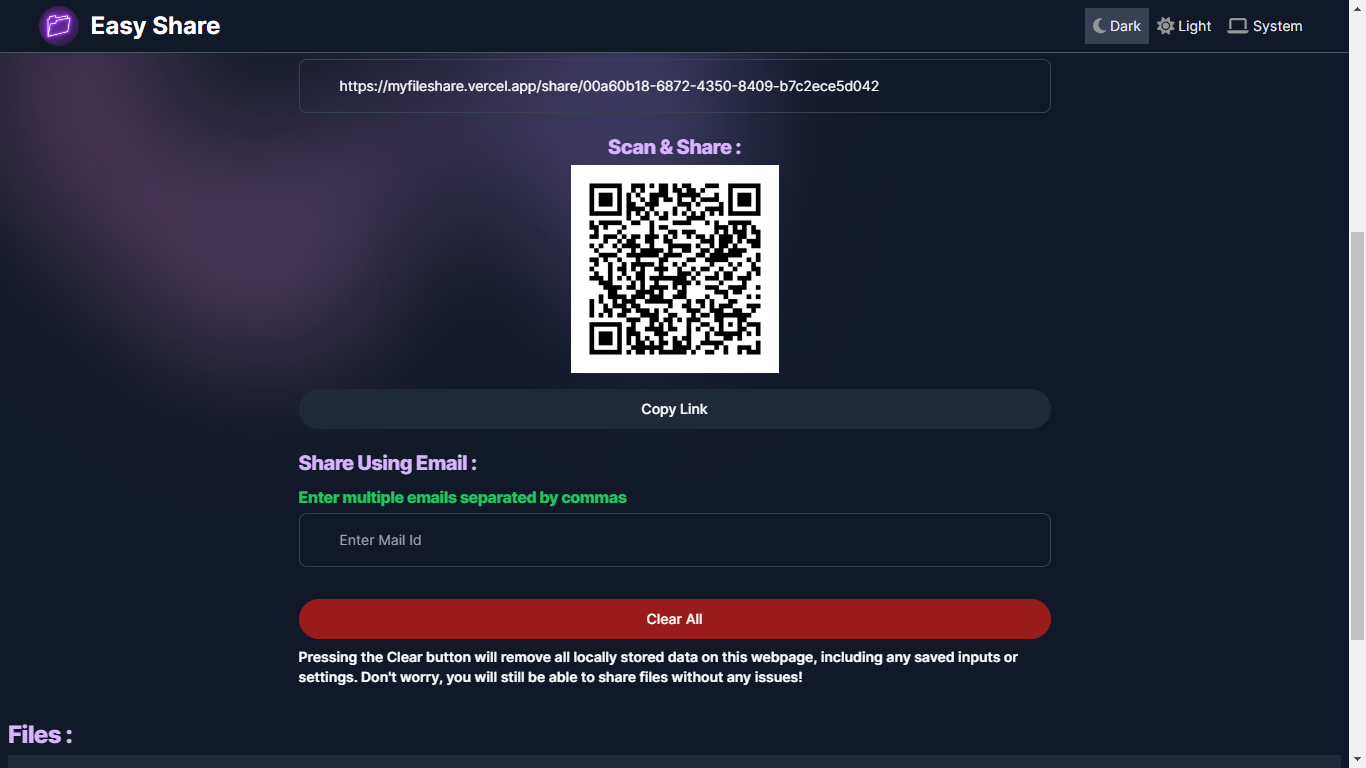 Easy Share
Dark
Light
System
https://myfileshare.vercel.app/share/00a60b18-6872-4350-8409-b7c2ece5d042
Scan & Share :
Copy Link
Share Using Email :
Enter multiple emails separated by commas
Enter Mail Id
Clear All
Pressing the Clear button will remove all locally stored data on this webpage, including any saved inputs or
settings. Don't worry, you will still be able to share files without any issues!
Files :